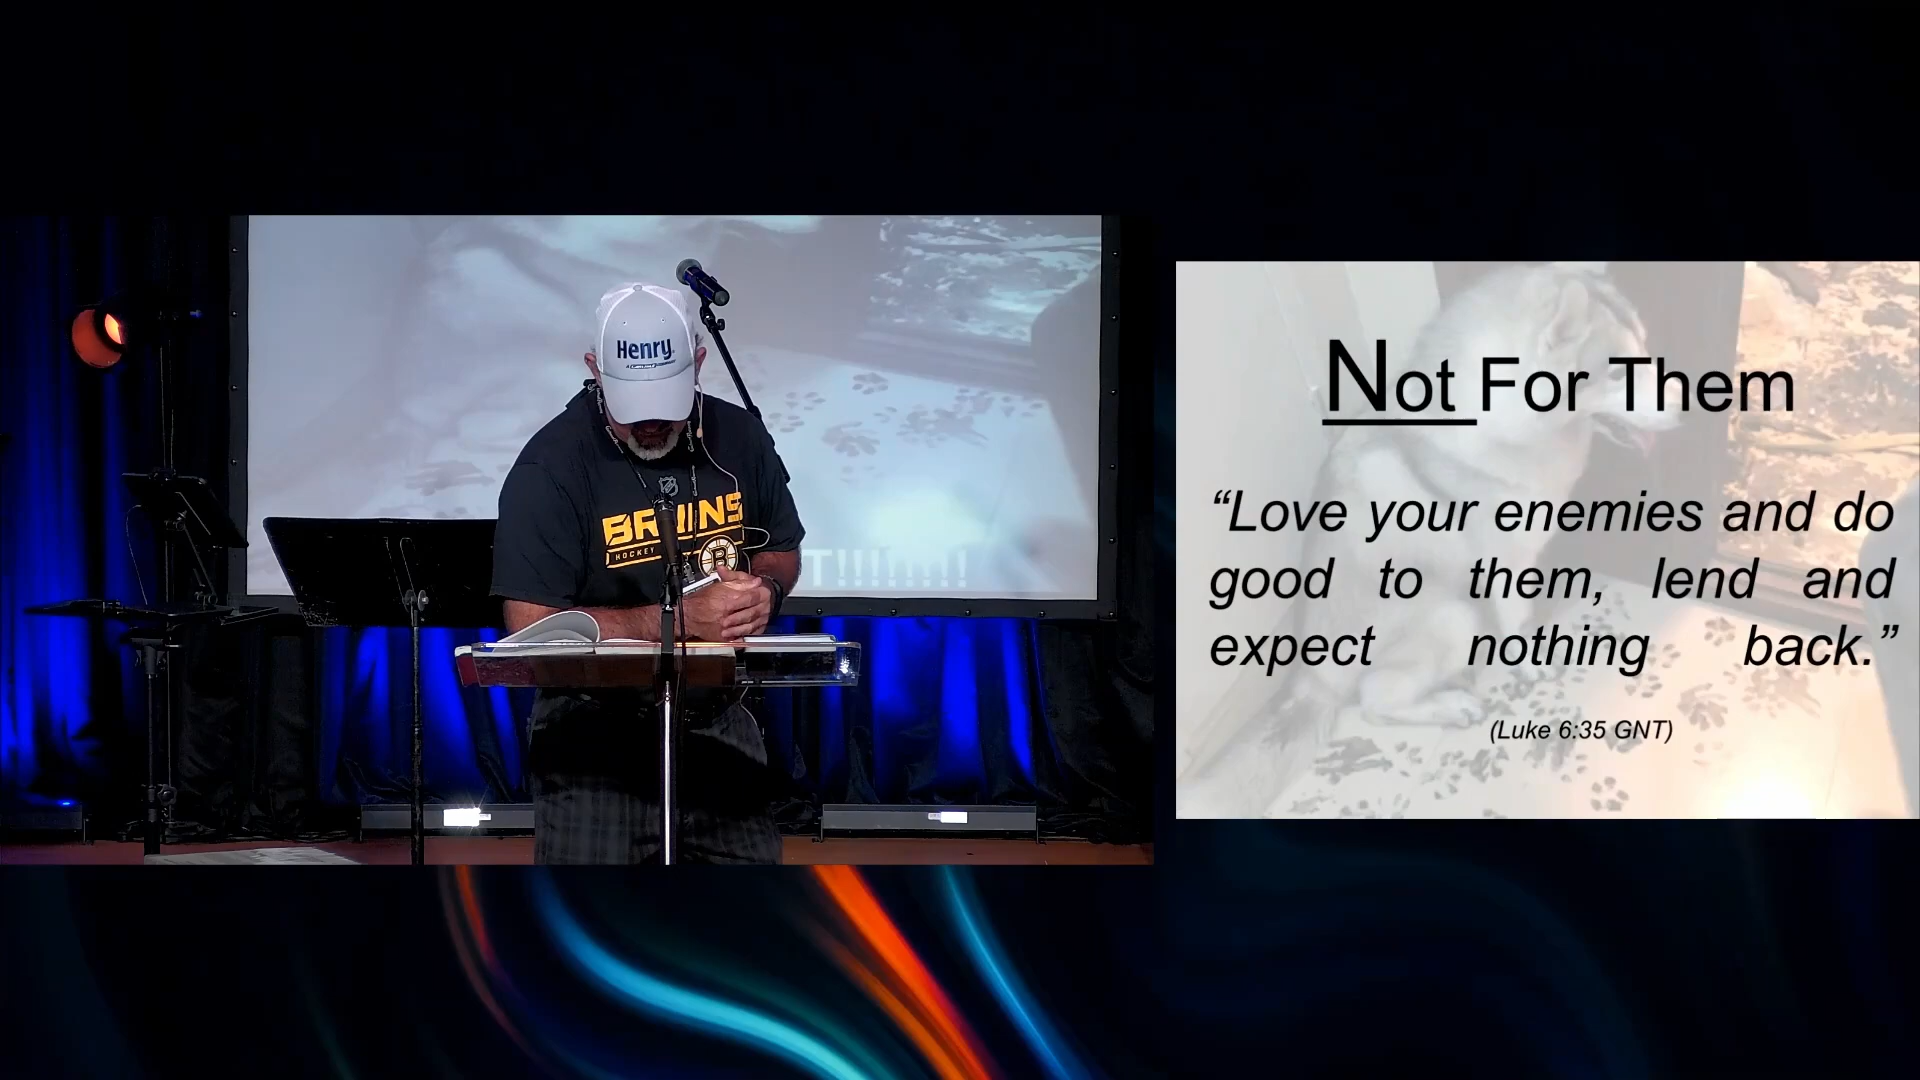 Henry
BRUINS
HOCKEY
B
T!!!!!!!!
Not For Them
“Love your enemies and do
good to them, lend and
expect nothing back.”
(Luke 6:35 GNT)